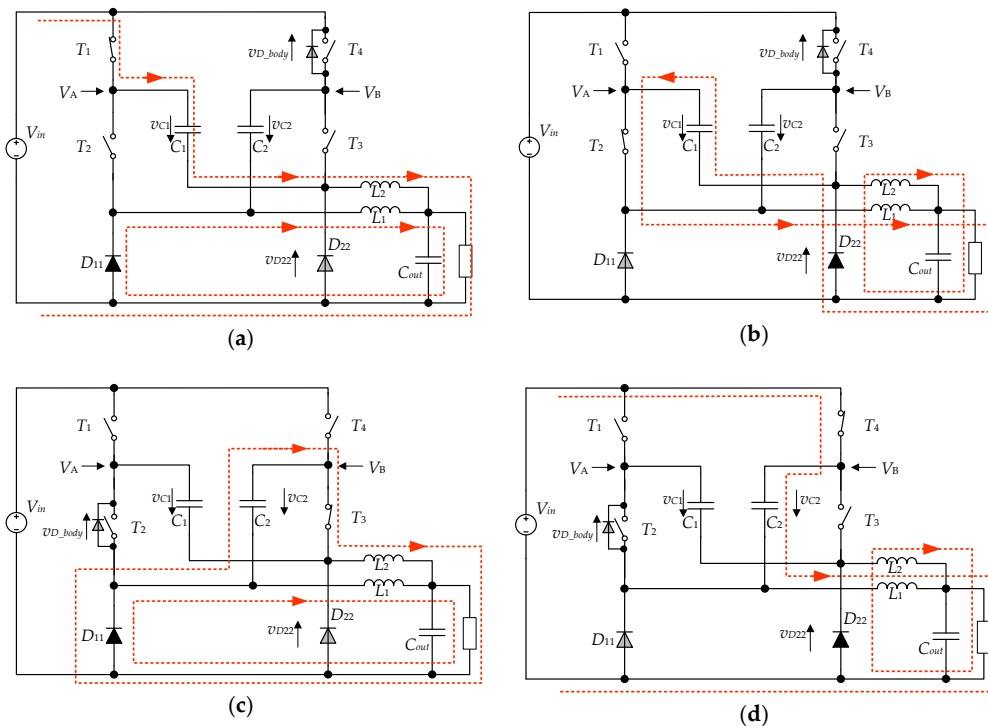 T1
vD_body
T4
VA
VB
Vin
vC1
C1
vC2
C2
T2
T3
L2
L1
D11
vD22
D22
Cout
(a)
T1
vD_body
T4
VA
VB
Vin
vC1
C1
vC2
C2
T2
T3
L2
L1
D11
vD22
D22
Cout
(b)
T1
T4
VA
VB
Vin
vC1
C1
vC2
C2
vD_body
T2
T3
L2
L1
D11
vD22
D22
Cout
(c)
T1
T4
VA
VB
Vin
vC1
C1
vC2
C2
vD_body
T2
T3
L2
L1
D11
vD22
D22
Cout
(d)